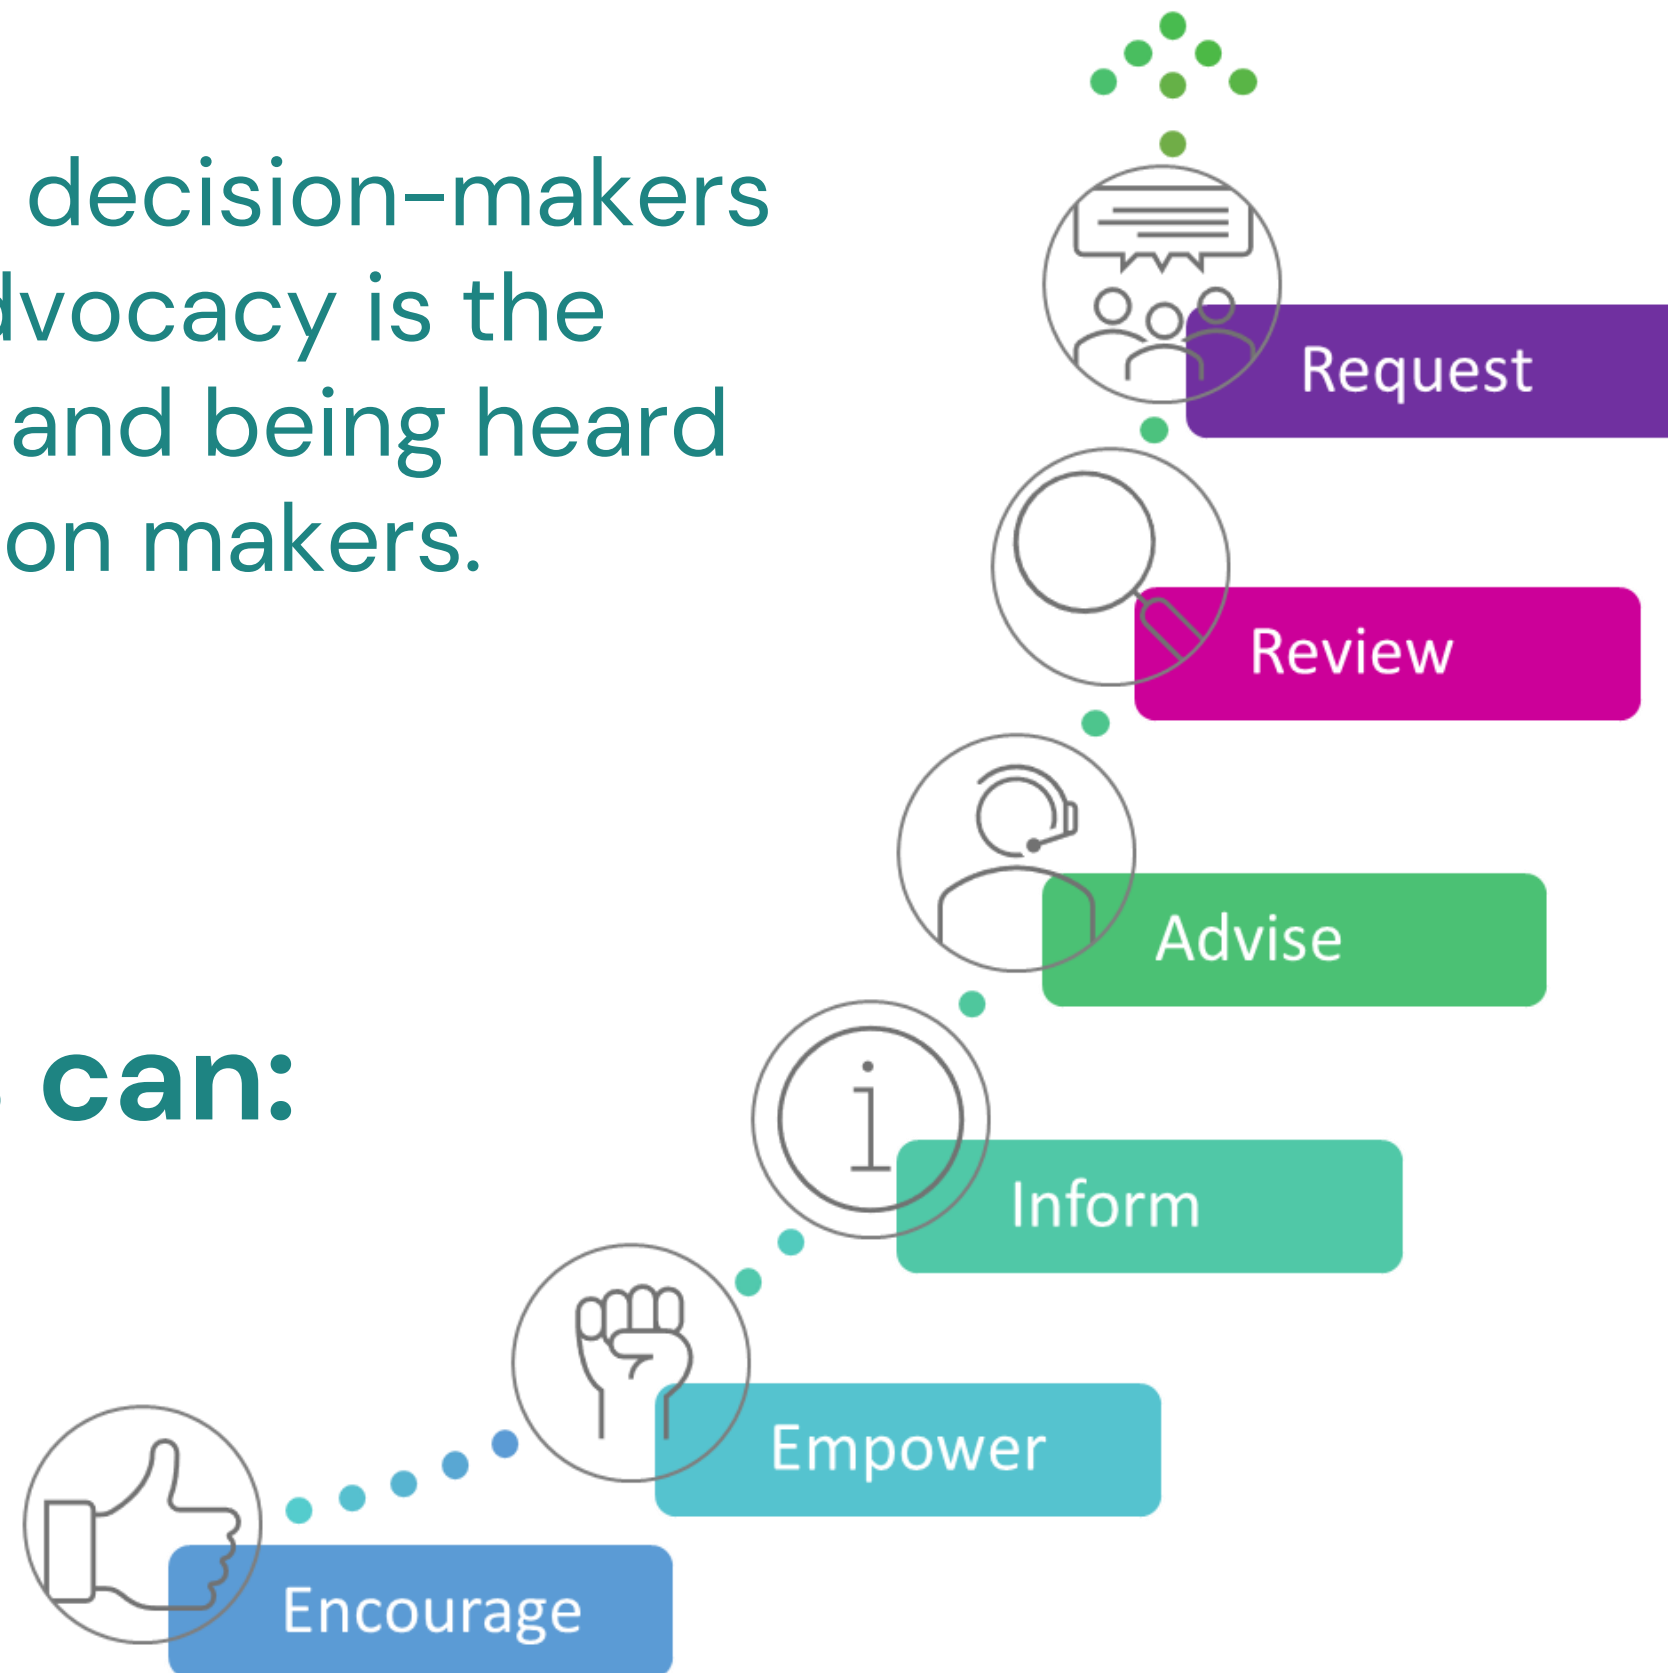 decision-makers
dvocacy is the
and being heard
on makers.
can:
Request
Review
Advise
Inform
Empower
Encourage